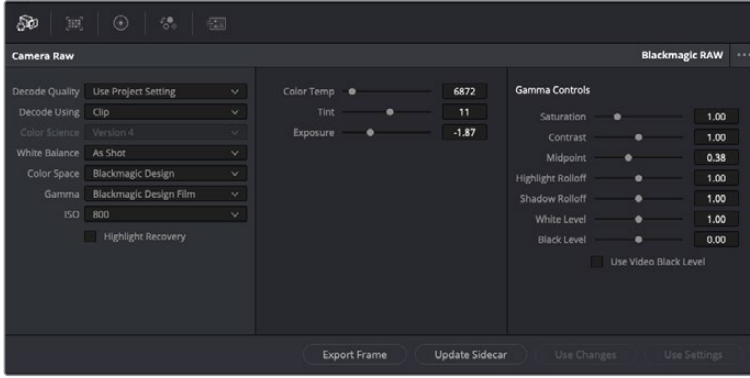 Camera Raw
Blackmagic RAW
Decode Quality Use Project Setting
Decode Using Clip
Color Science Version 4
White Balance As Shot
Color Space Blackmagic Design
Gamma Blackmagic Design Film
ISO 800
Highlight Recovery
Color Temp 6872
Tint 11
Exposure -1.87
Gamma Controls
Saturation 1.00
Contrast 1.00
Midpoint 0.38
Highlight Rolloff 1.00
Shadow Rolloff 1.00
White Level 1.00
Black Level 0.00
Use Video Black Level
Export Frame
Update Sidecar
Use Changes
Use Settings